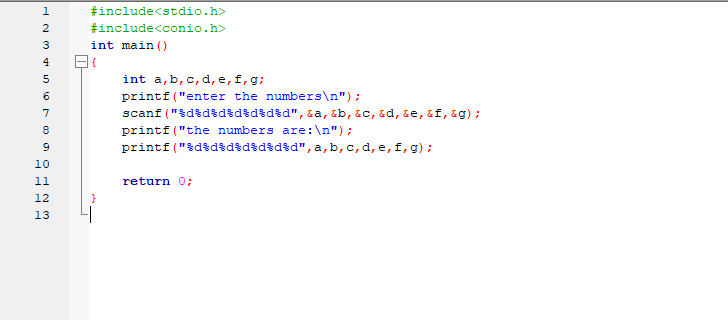 1 #include<stdio.h>
2 #include<conio.h>
3 int main()
4 {
5 int a,b,c,d,e,f,g;
6 printf("enter the numbers\n");
7 scanf("%d%d%d%d%d%d%d",&a,&b,&c,&d,&e,&f,&g);
8 printf("the numbers are:\n");
9 printf("%d%d%d%d%d%d%d",a,b,c,d,e,f,g);
10
11 return 0;
12 }
13